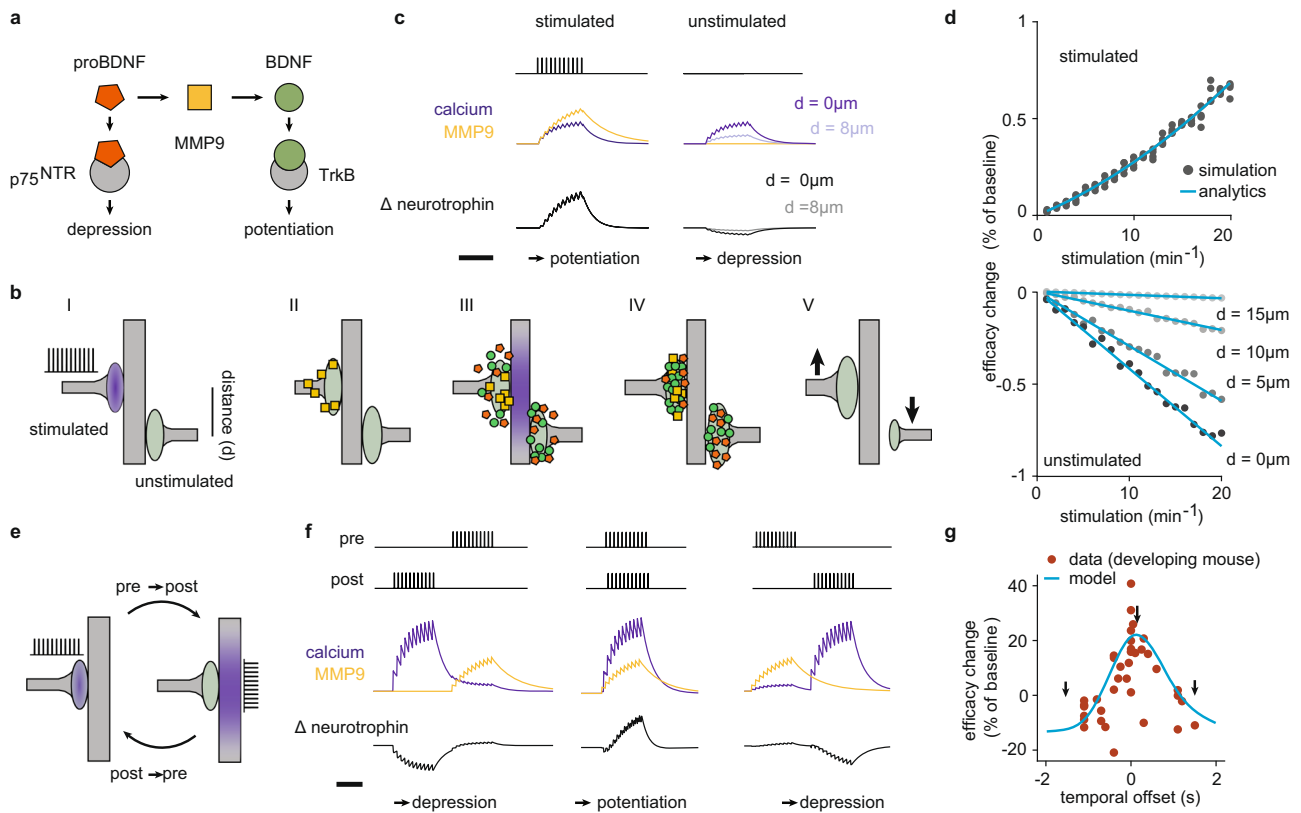 a
proBDNF
BDNF
MMP9
p75NTR
TrkB
depression
potentiation
b
I
II
III
IV
V
stimulated
distance (d)
unstimulated
c
stimulated
unstimulated
calcium
MMP9
d = 0µm
d = 8µm
Δ neurotrophin
d = 0µm
d =8µm
potentiation
depression
d
1
0.5
0
stimulated
simulation
analytics
0
10
20
stimulation (min-1)
efficacy change (% of baseline)
0
-0.5
-1
d = 15µm
d = 10µm
d = 5µm
d = 0µm
unstimulated
0
10
20
stimulation (min-1)
e
pre post
post pre
f
pre
post
calcium
MMP9
Δ neurotrophin
depression
potentiation
depression
g
data (developing mouse)
model
efficacy change
(% of baseline)
40
20
0
-20
-2
0
2
temporal offset (s)